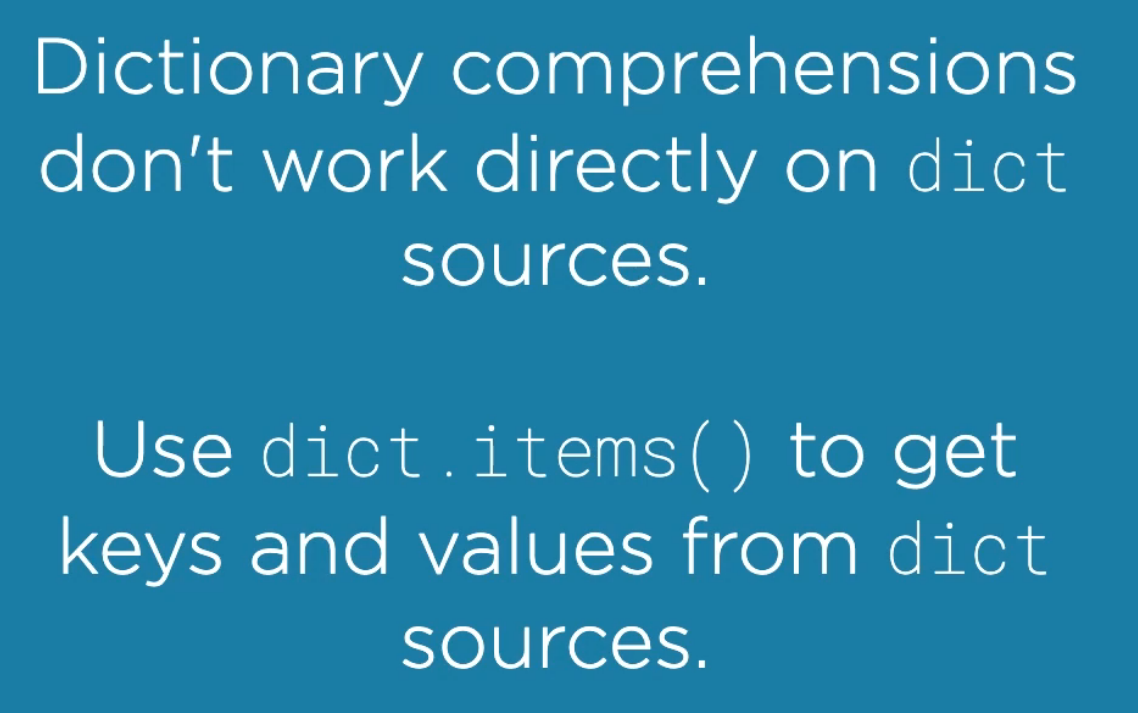 Dictionary comprehensions
don't work directly on dict
sources.
Use dict.items() to get
keys and values from dict
sources.